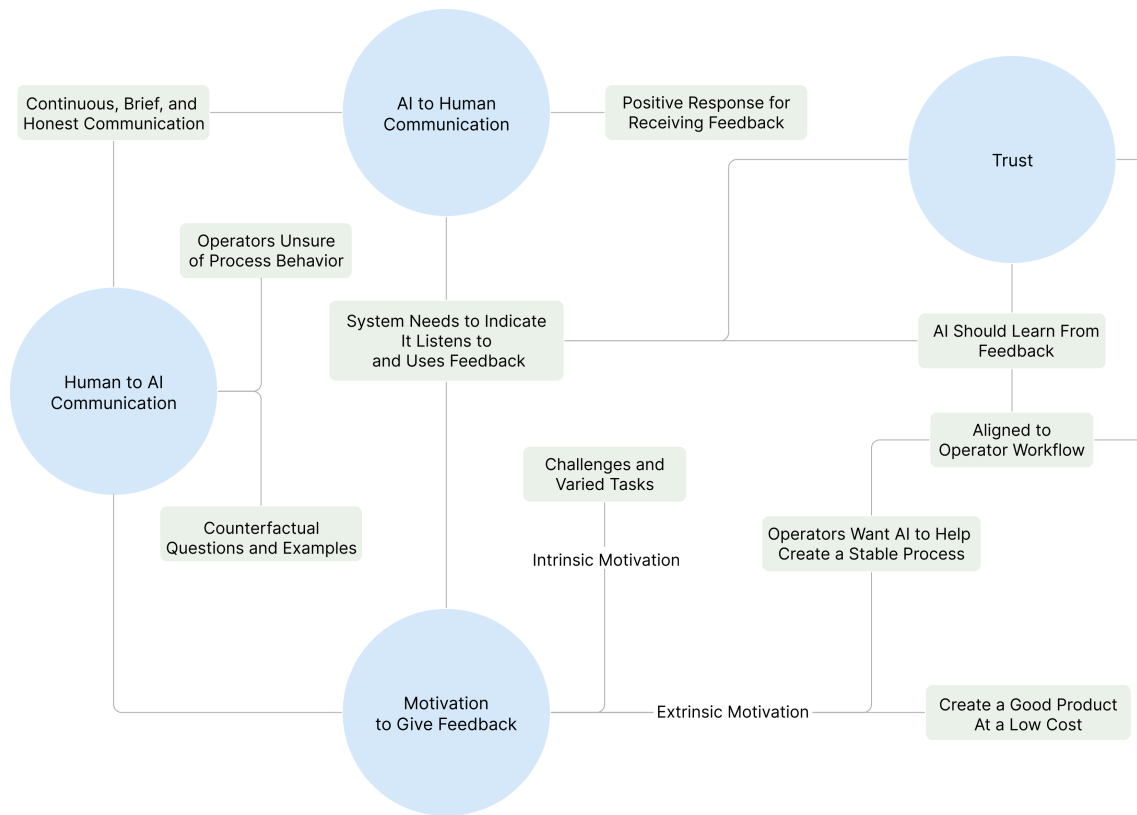 AI to Human
Communication
Continuous, Brief, and
Honest Communication
Positive Response for
Receiving Feedback
Trust
Operators Unsure
of Process Behavior
System Needs to Indicate
It Listens to
and Uses Feedback
AI Should Learn From
Feedback
Human to AI
Communication
Aligned to
Operator Workflow
Challenges and
Varied Tasks
Counterfactual
Questions and Examples
Operators Want AI to Help
Create a Stable Process
Intrinsic Motivation
Motivation
to Give Feedback
Extrinsic Motivation
Create a Good Product
At a Low Cost